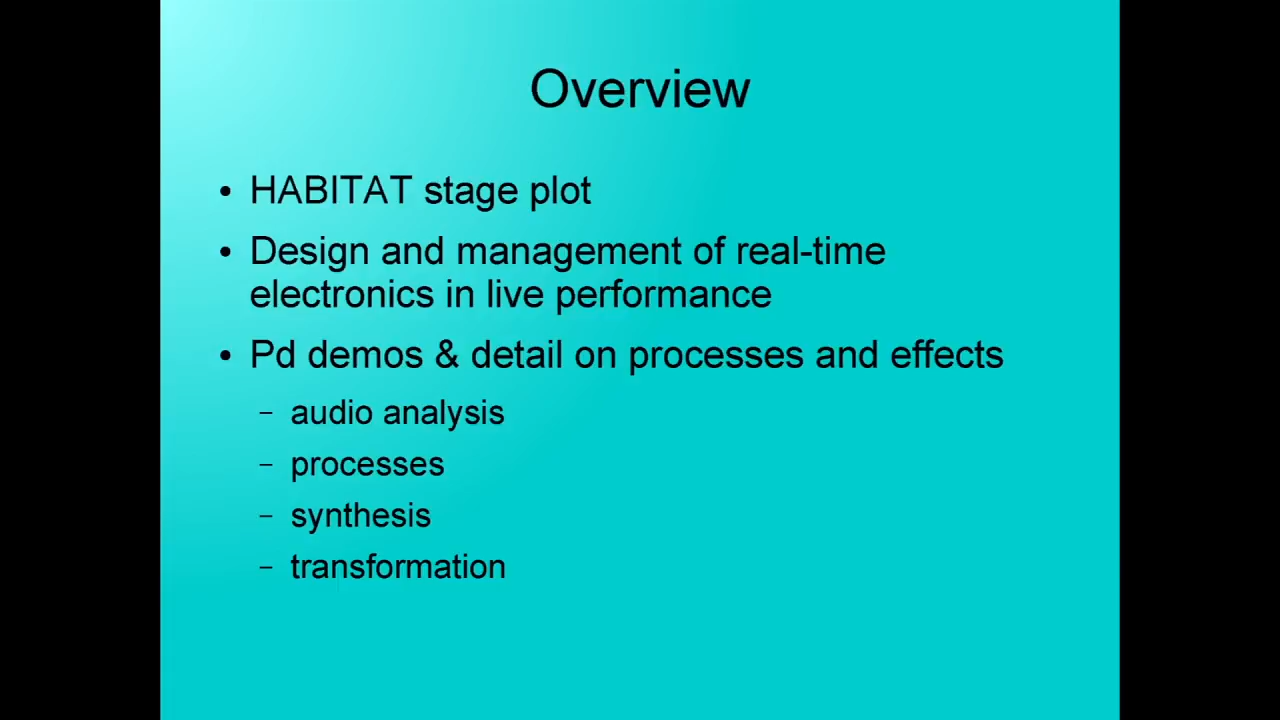 Overview
• HABITAT stage plot
• Design and management of real-time
electronics in live performance
• Pd demos & detail on processes and effects
– audio analysis
– processes
– synthesis
– transformation